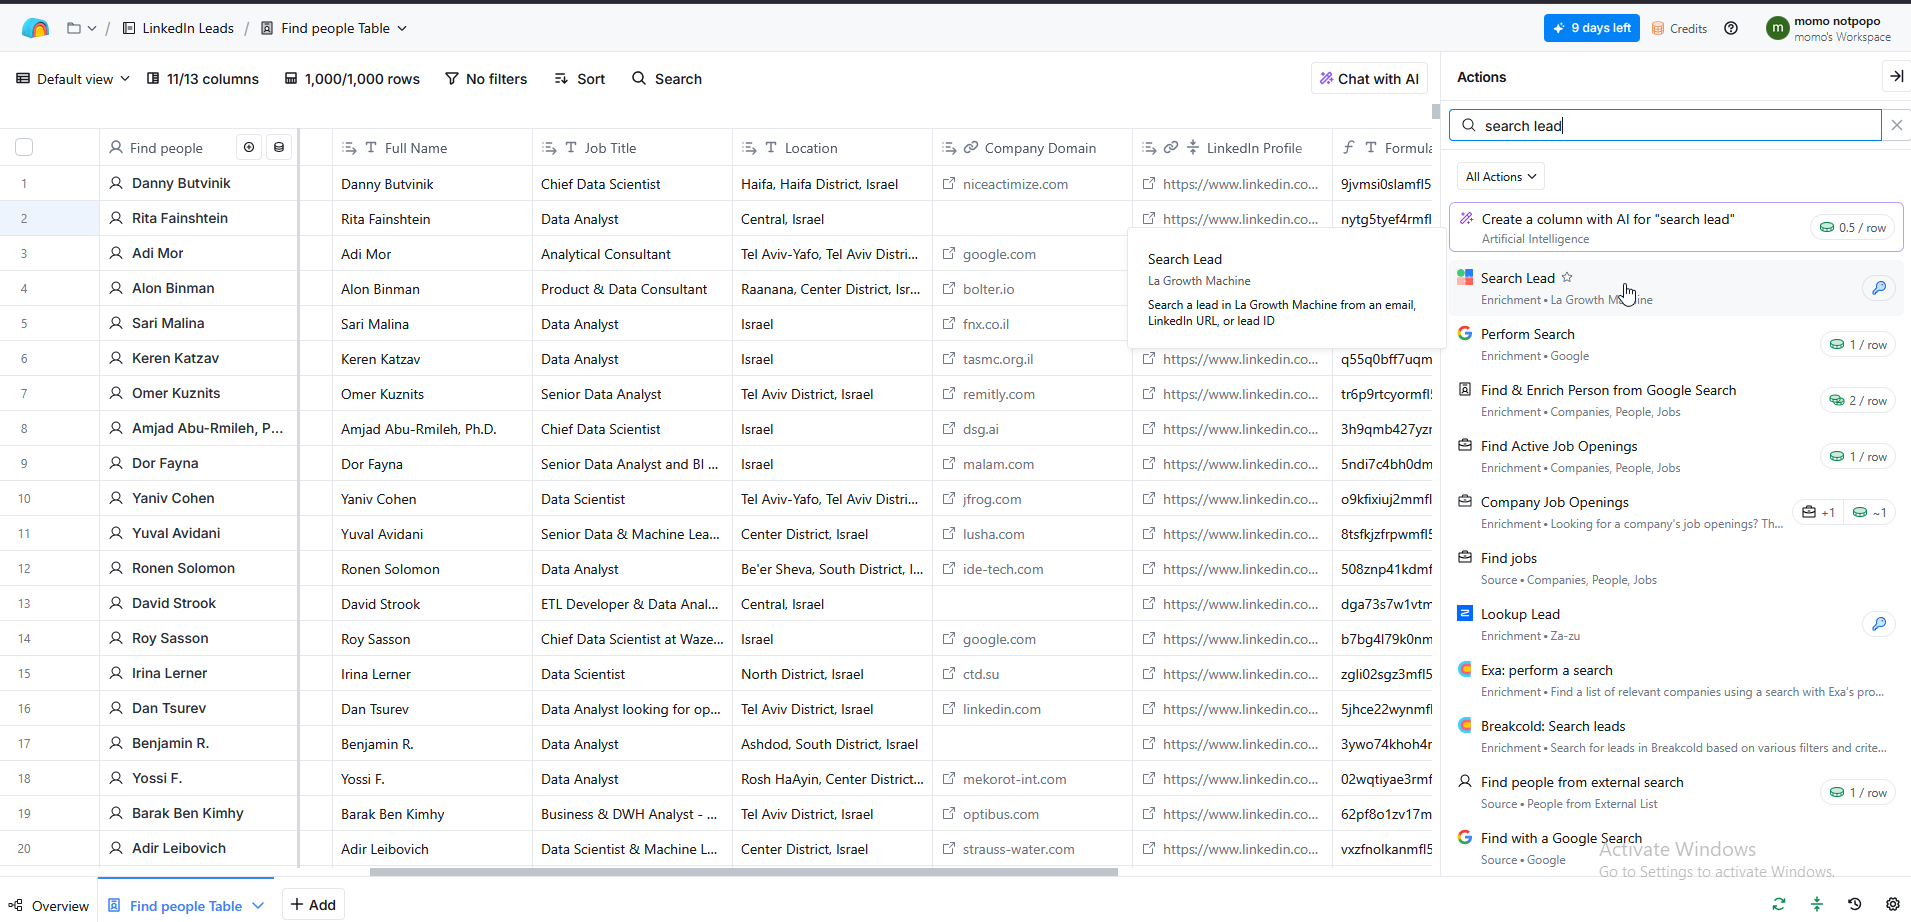 LinkedIn Leads / Find people Table
9 days left
Credits
m
momo notpopo
momo's Workspace
Default view 11/13 columns 1,000/1,000 rows No filters Sort Search
Chat with AI
Actions
search lead
All Actions
Find people Full Name Job Title Location Company Domain LinkedIn Profile Formula
1 Danny Butvinik Danny Butvinik Chief Data Scientist Haifa, Haifa District, Israel niceactimize.com https://www.linkedin.co... 9jvmsi0slamfl5
2 Rita Fainshtein Rita Fainshtein Data Analyst Central, Israel https://www.linkedin.co... nytg5tyef4rmfl
3 Adi Mor Adi Mor Analytical Consultant Tel Aviv-Yafo, Tel Aviv Distri... google.com
4 Alon Binman Alon Binman Product & Data Consultant Raanana, Center District, Isr... bolter.io
5 Sari Malina Sari Malina Data Analyst Israel fnx.co.il
6 Keren Katzav Keren Katzav Data Analyst Israel tasmc.org.il https://www.linkedin.co... q55q0bff7uqm
7 Omer Kuznits Omer Kuznits Senior Data Analyst Tel Aviv District, Israel remitly.com https://www.linkedin.co... tr6p9rtcyormfl
8 Amjad Abu-Rmileh, P... Amjad Abu-Rmileh, Ph.D. Chief Data Scientist Israel dsg.ai https://www.linkedin.co... 3h9qmb427yzr
9 Dor Fayna Dor Fayna Senior Data Analyst and BI ... Israel malam.com https://www.linkedin.co... 5ndi7c4bh0dm
10 Yaniv Cohen Yaniv Cohen Data Scientist Tel Aviv-Yafo, Tel Aviv Distri... jfrog.com https://www.linkedin.co... o9kfixiuj2mmfl
11 Yuval Avidani Yuval Avidani Senior Data & Machine Lea... Center District, Israel lusha.com https://www.linkedin.co... 8tsfkjzfrpwmfl5
12 Ronen Solomon Ronen Solomon Data Analyst Be'er Sheva, South District, I... ide-tech.com https://www.linkedin.co... 508znp41kdmf
13 David Strook David Strook ETL Developer & Data Anal... Central, Israel https://www.linkedin.co... dga73s7w1vtm
14 Roy Sasson Roy Sasson Chief Data Scientist at Waze... Israel google.com https://www.linkedin.co... b7bg4l79k0nm
15 Irina Lerner Irina Lerner Data Scientist North District, Israel ctd.su https://www.linkedin.co... zgli02sgz3mfl5
16 Dan Tsurev Dan Tsurev Data Analyst looking for op... Tel Aviv District, Israel linkedin.com https://www.linkedin.co... 5jhce22wynmfl
17 Benjamin R. Benjamin R. Data Analyst Ashdod, South District, Israel https://www.linkedin.co... 3ywo74khoh4r
18 Yossi F. Yossi F. Data Analyst Rosh HaAyin, Center District... mekorot-int.com https://www.linkedin.co... 02wqtiyae3rmf
19 Barak Ben Kimhy Barak Ben Kimhy Business & DWH Analyst - ... Tel Aviv District, Israel optibus.com https://www.linkedin.co... 62pf8o1zv17m
20 Adir Leibovich Adir Leibovich Data Scientist & Machine L... Center District, Israel strauss-water.com https://www.linkedin.co... vxzfnolkanmfl5
Search Lead
La Growth Machine
Search a lead in La Growth Machine from an email,
LinkedIn URL, or lead ID
Create a column with AI for "search lead"
Artificial Intelligence
0.5 / row
Search Lead
Enrichment • La Growth Machine
Perform Search
Enrichment • Google
1 / row
Find & Enrich Person from Google Search
Enrichment • Companies, People, Jobs
2 / row
Find Active Job Openings
Enrichment • Companies, People, Jobs
1 / row
Company Job Openings
Enrichment • Looking for a company's job openings? Th...
+1 ~1
Find jobs
Source • Companies, People, Jobs
Lookup Lead
Enrichment • Za-zu
Exa: perform a search
Enrichment • Find a list of relevant companies using a search with Exa's pro...
Breakcold: Search leads
Enrichment • Search for leads in Breakcold based on various filters and crite...
Find people from external search
Source • People from External List
1 / row
Find with a Google Search
Source • Google
Activate Windows
Go to Settings to activate Windows.
Overview Find people Table + Add